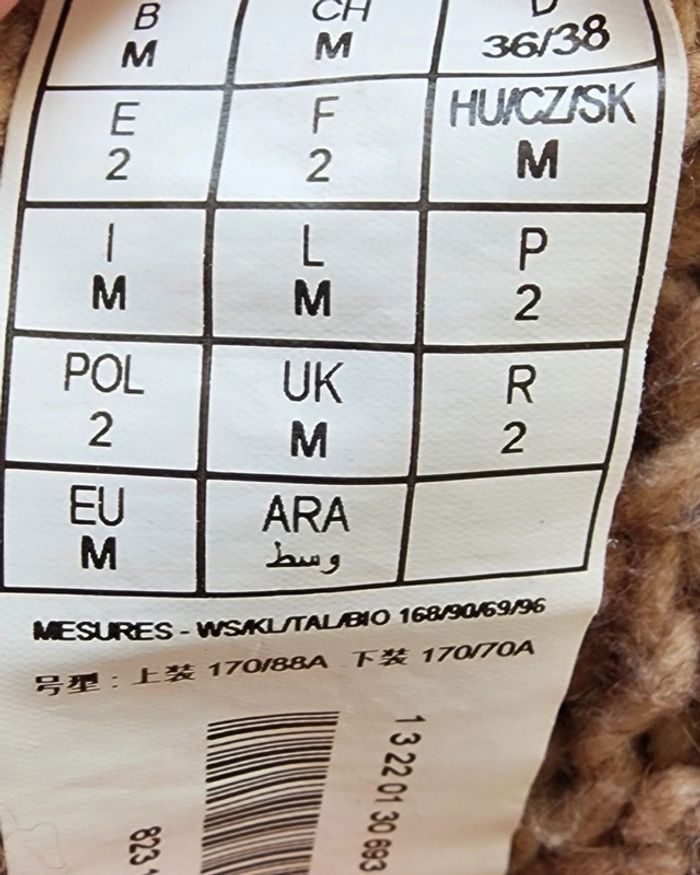 B CH D
M M 36/38
E F HU/CZ/SK
2 2 M
I L P
M M 2
POL UK R
2 M 2
EU ARA
M وسط
MESURES - WS/KL/TAL/BIO 168/90/69/96
号型 : 上装 170/88A 下装 170/70A
1 3 22 01 30 693
823